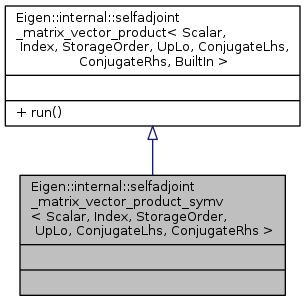 Eigen::internal::selfadjoint
_matrix_vector_product< Scalar,
Index, StorageOrder, UpLo, ConjugateLhs,
ConjugateRhs, BuiltIn >
+ run()
Eigen::internal::selfadjoint
_matrix_vector_product_symv
< Scalar, Index, StorageOrder,
UpLo, ConjugateLhs, ConjugateRhs >